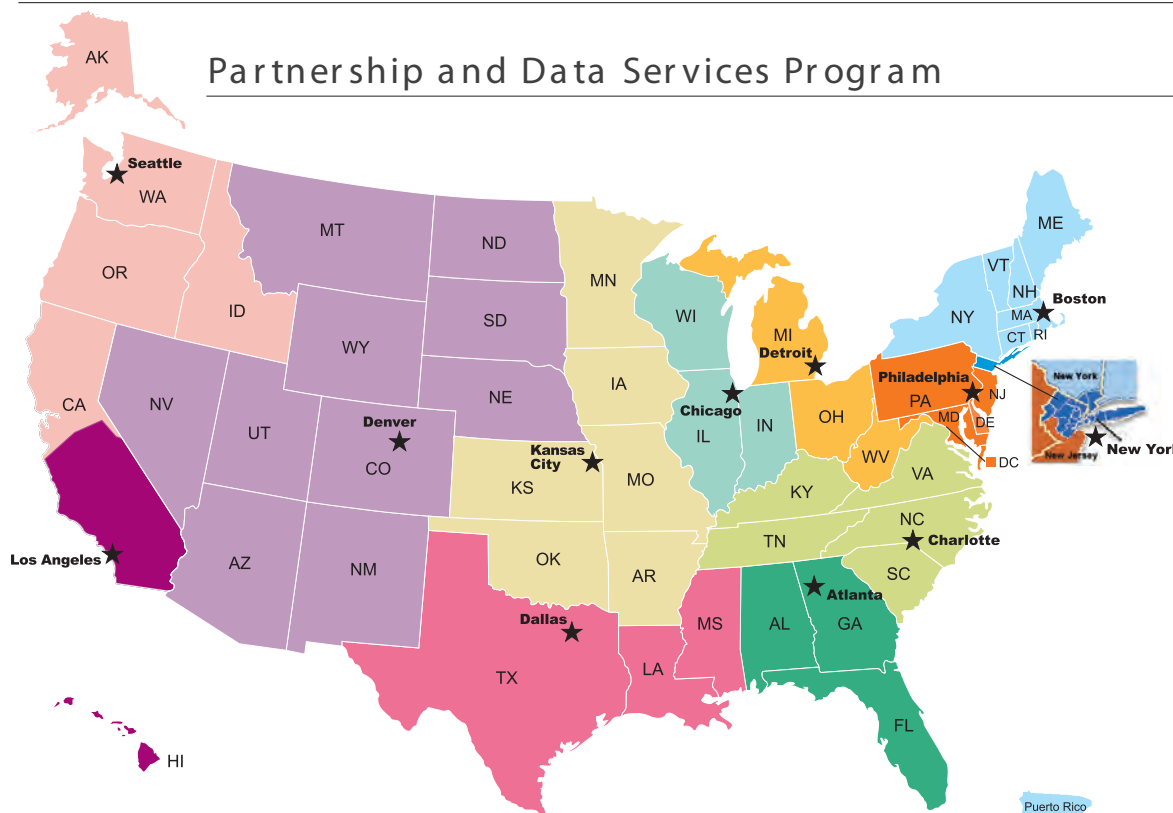 AK
Partnership and Data Services Program
Seattle
WA
MT
ND
MN
ME
VT
NH
OR
ID
SD
WI
MI
NY
MA
Boston
CT
RI
WY
Detroit
IA
Philadelphia
PA
New York
NJ
CA
NV
NE
Chicago
OH
MD
DE
UT
Denver
CO
Kansas
City
IL
IN
WV
DC
New Jersey
New York
KS
MO
KY
VA
NC
Charlotte
Los Angeles
AZ
NM
OK
AR
TN
SC
Dallas
MS
AL
Atlanta
GA
TX
LA
FL
HI
Puerto Rico